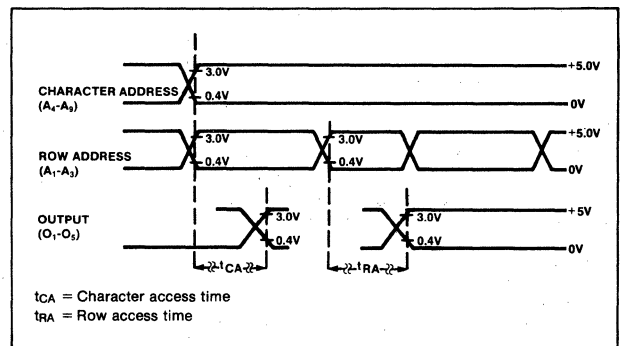 3.0V
+5.0V
CHARACTER ADDRESS
(A₄-A₉)
0.4V
0V
3.0V
3.0V
+5.0V
ROW ADDRESS
(A₁-A₃)
0.4V
0.4V
0V
OUTPUT
(O₁-O₅)
3.0V
3.0V
+5V
0.4V
0.4V
0V
tCA
tRA
tCA = Character access time
tRA = Row access time